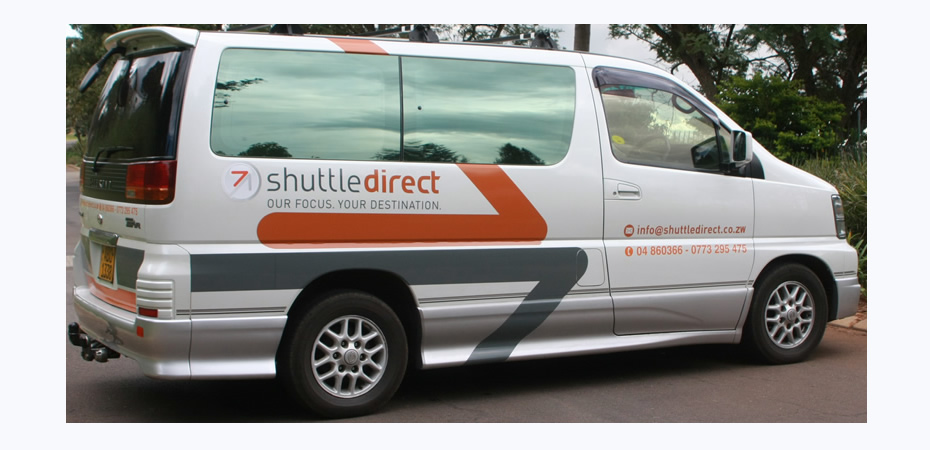 shuttledirect
OUR FOCUS. YOUR DESTINATION.
info@shuttledirect.co.zw
04 860366 - 0773 295 475